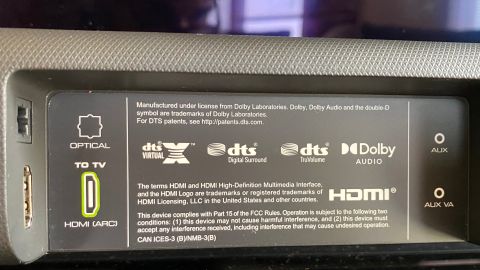 Manufactured under license from Dolby Laboratories. Dolby, Dolby Audio and the double-D
symbol are trademarks of Dolby Laboratories.
For DTS patents, see http://patents.dts.com.
OPTICAL
TO TV
HDMI (ARC)
dts VIRTUAL X
dts Digital Surround
dts TruVolume
Dolby AUDIO
The terms HDMI and HDMI High-Definition Multimedia Interface,
and the HDMI Logo are trademarks or registered trademarks of
HDMI Licensing, LLC in the United States and other countries.
HDMI
This device complies with Part 15 of the FCC Rules. Operation is subject to the following two
conditions: (1) this device may not cause harmful interference, and (2) this device must
accept any interference received, including interference that may cause undesired operation.
CAN ICES-3 (B)/NMB-3(B)
AUX
AUX VA